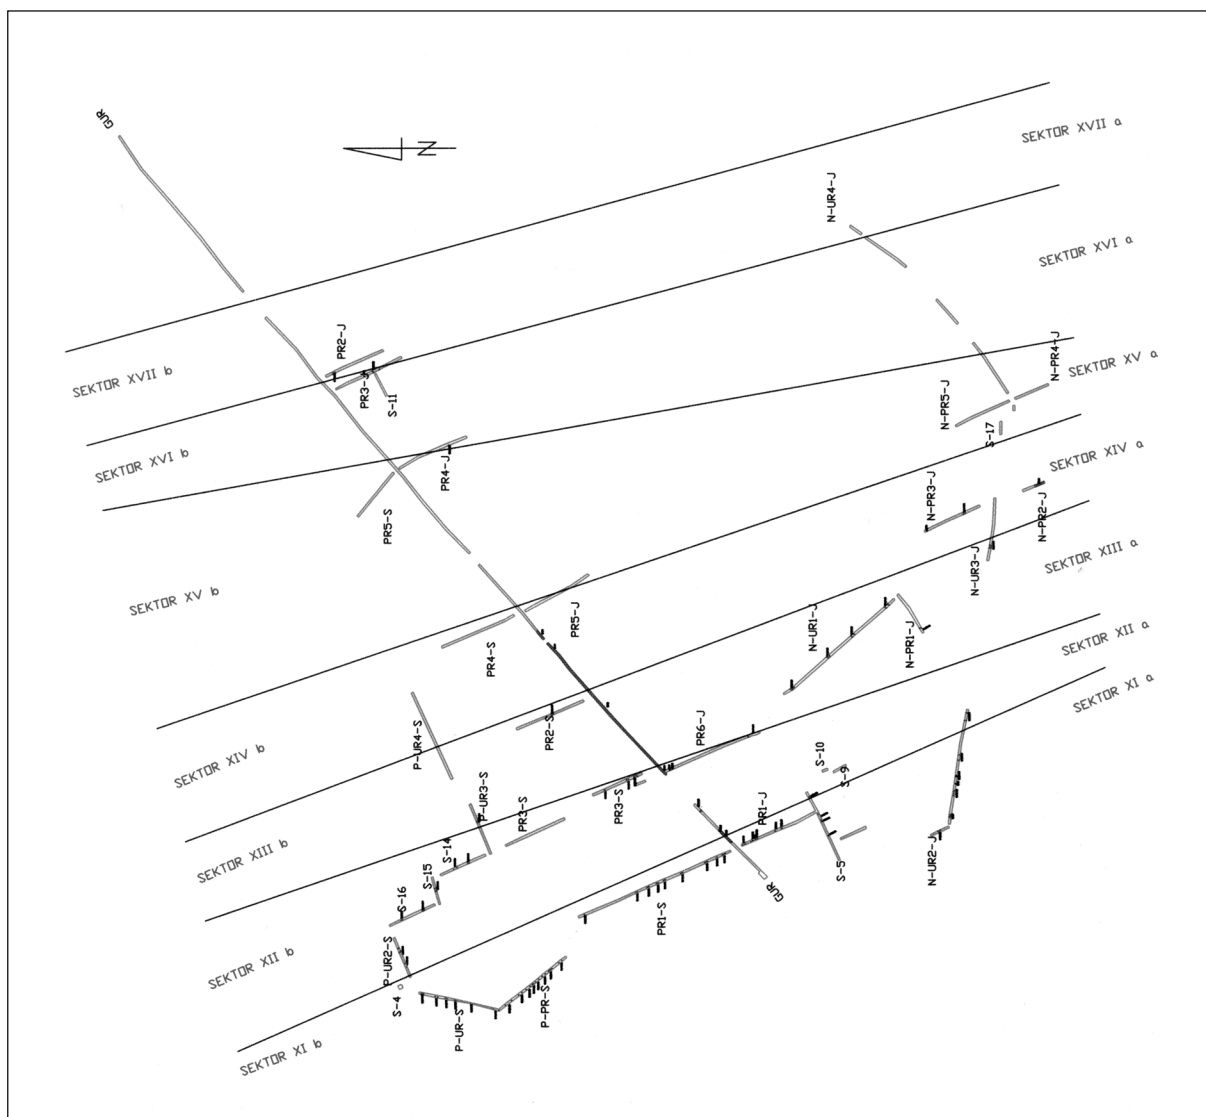 GUR
SEKTOR XVII a
N-UR4-J
N
SEKTOR XVI a
PR2-J
SEKTOR XVII b
PR3-J
S-11
N-PR4-J
SEKTOR XV a
N-PR5-J
S-17
SEKTOR XVI b
PR4-J
SEKTOR XIV a
N-PR3-J
PR5-S
N-PR2-J
SEKTOR XIII a
N-UR3-J
SEKTOR XV b
PR5-J
N-UR1-J
N-PR1-J
SEKTOR XII a
PR4-S
SEKTOR XI a
P-UR4-S
PR2-S
PR6-J
S-10
S-9
SEKTOR XIV b
P-UR3-S
PR3-S
PR3-S
PR1-J
S-14
SEKTOR XIII b
S-15
S-5
N-UR2-J
GUR
S-16
PR1-S
P-UR2-S
SEKTOR XII b
S-4
P-UR-S
P-PR-S
SEKTOR XI b